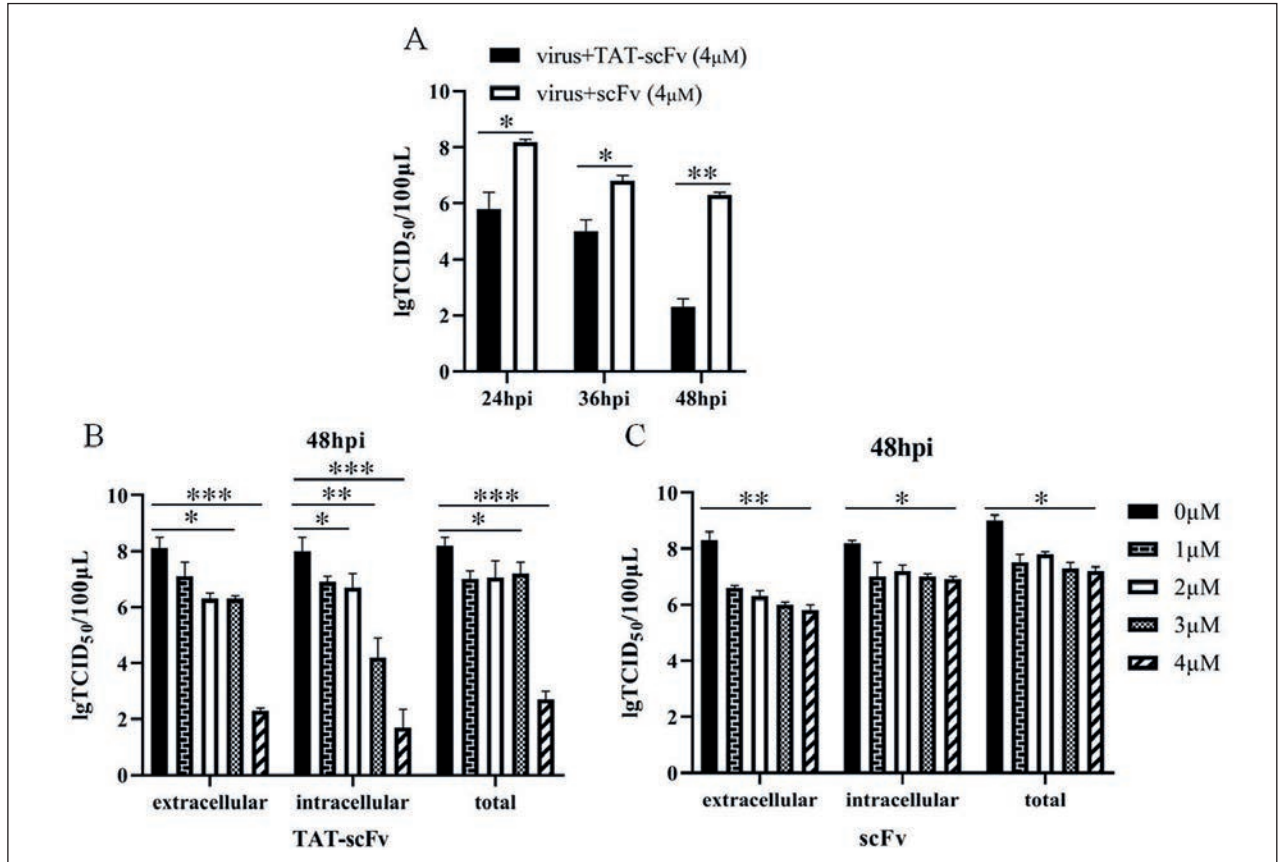 A
virus+TAT-scFv (4μM)
virus+scFv (4μM)
10
8
6
4
2
0
lgTCID50/100μL
* * **
24hpi 36hpi 48hpi
B
48hpi
10
8
6
4
2
0
lgTCID50/100μL
***
*
***
**
*
***
*
extracellular intracellular total
TAT-scFv
C
48hpi
10
8
6
4
2
0
lgTCID50/100μL
** * *
extracellular intracellular total
scFv
0μM
1μM
2μM
3μM
4μM